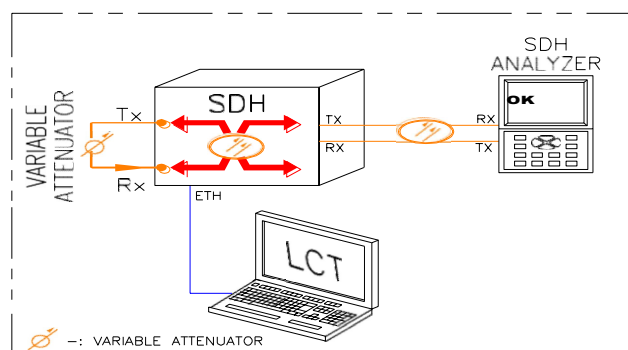 SDH
ANALYZER
OK
VARIABLE
ATTENUATOR
Tx
Rx
SDH
TX
RX
RX
TX
ETH
LCT
-: VARIABLE ATTENUATOR